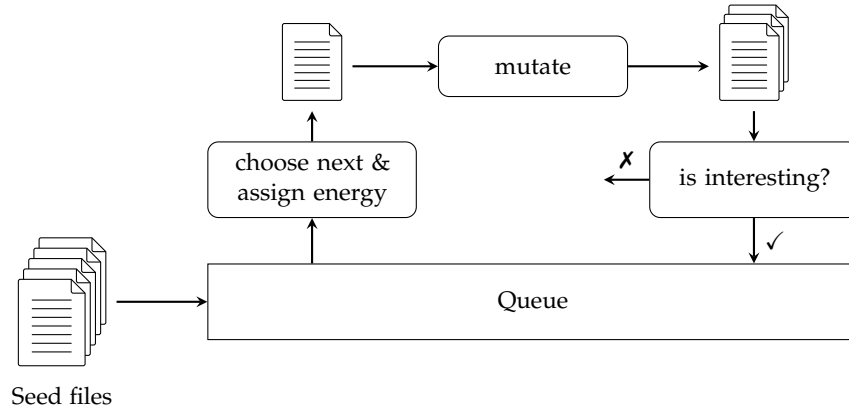 mutate
choose next &
assign energy
✗
is interesting?
✓
Queue
Seed files